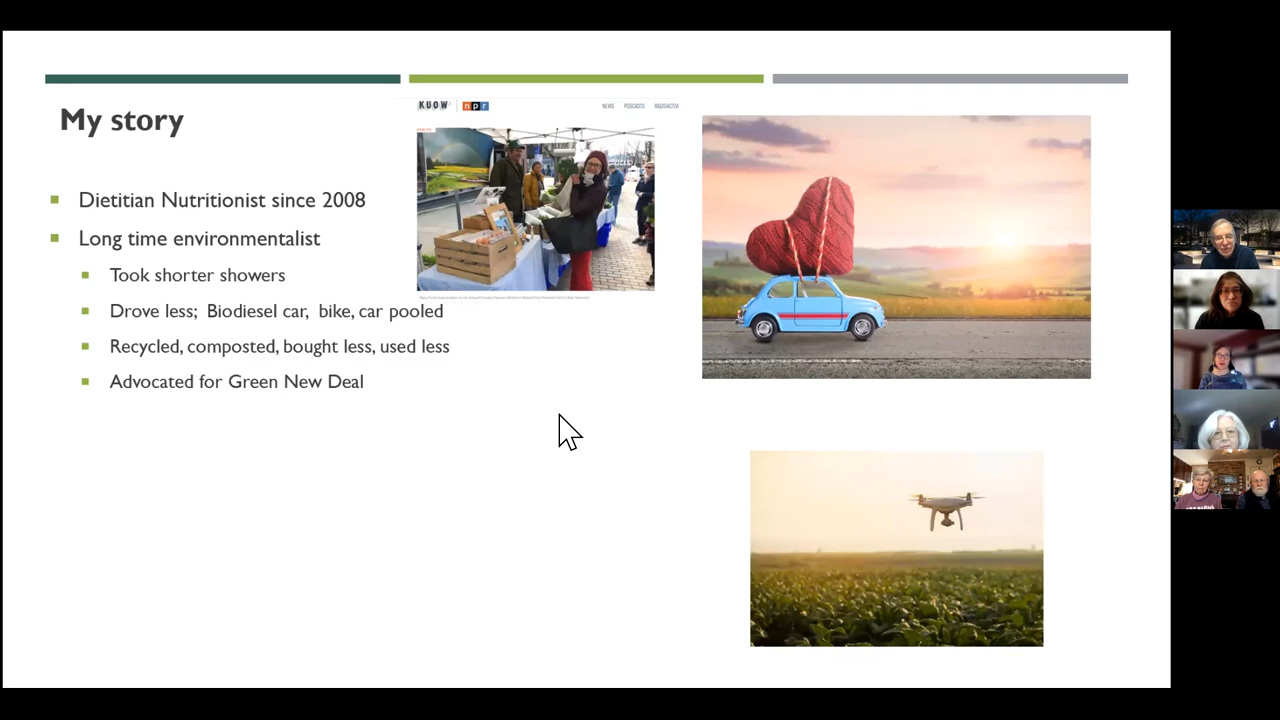 My story
KUOW npr
NEWS PODCASTS RADIOACTIVE
HEALTH
Dietitian Nutritionist since 2008
Long time environmentalist
Took shorter showers
Drove less; Biodiesel car, bike, car pooled
Recycled, composted, bought less, used less
Advocated for Green New Deal